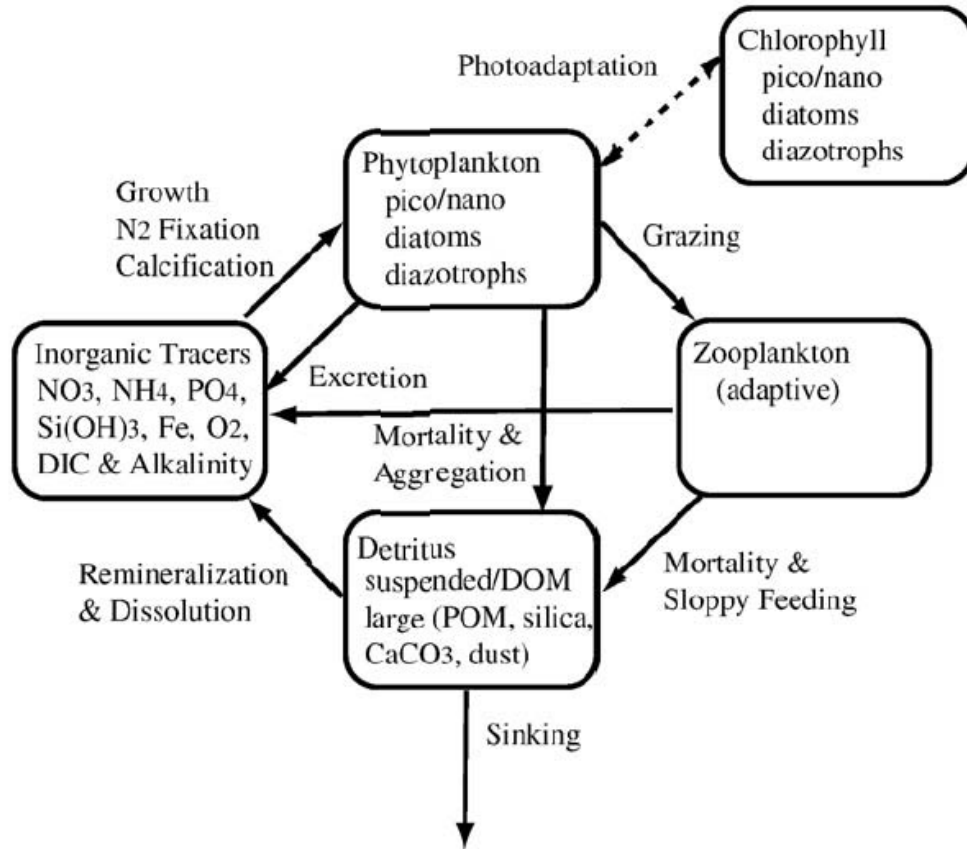 Photoadaptation
Chlorophyll
pico/nano
diatoms
diazotrophs
Phytoplankton
pico/nano
diatoms
diazotrophs
Growth
N2 Fixation
Calcification
Grazing
Inorganic Tracers
NO3, NH4, PO4,
Si(OH)3, Fe, O2,
DIC & Alkalinity
Excretion
Zooplankton
(adaptive)
Mortality &
Aggregation
Detritus
suspended/DOM
large (POM, silica,
CaCO3, dust)
Remineralization
& Dissolution
Mortality &
Sloppy Feeding
Sinking